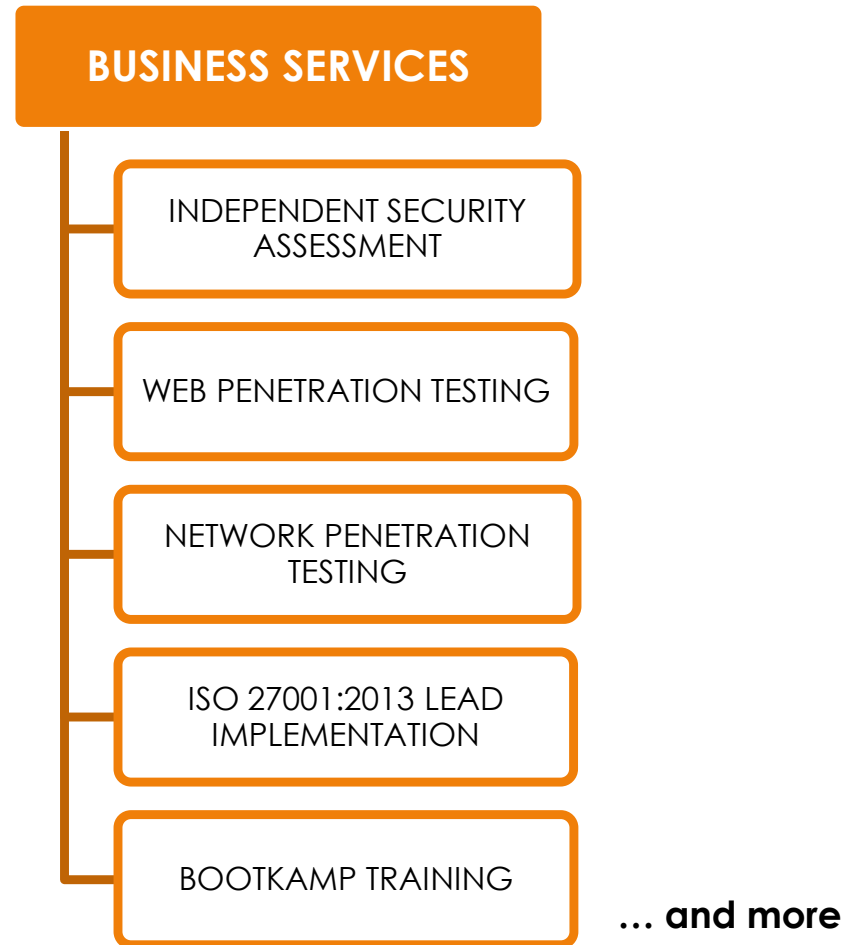 BUSINESS SERVICES
INDEPENDENT SECURITY
ASSESSMENT
WEB PENETRATION TESTING
NETWORK PENETRATION
TESTING
ISO 27001:2013 LEAD
IMPLEMENTATION
BOOTKAMP TRAINING
... and more